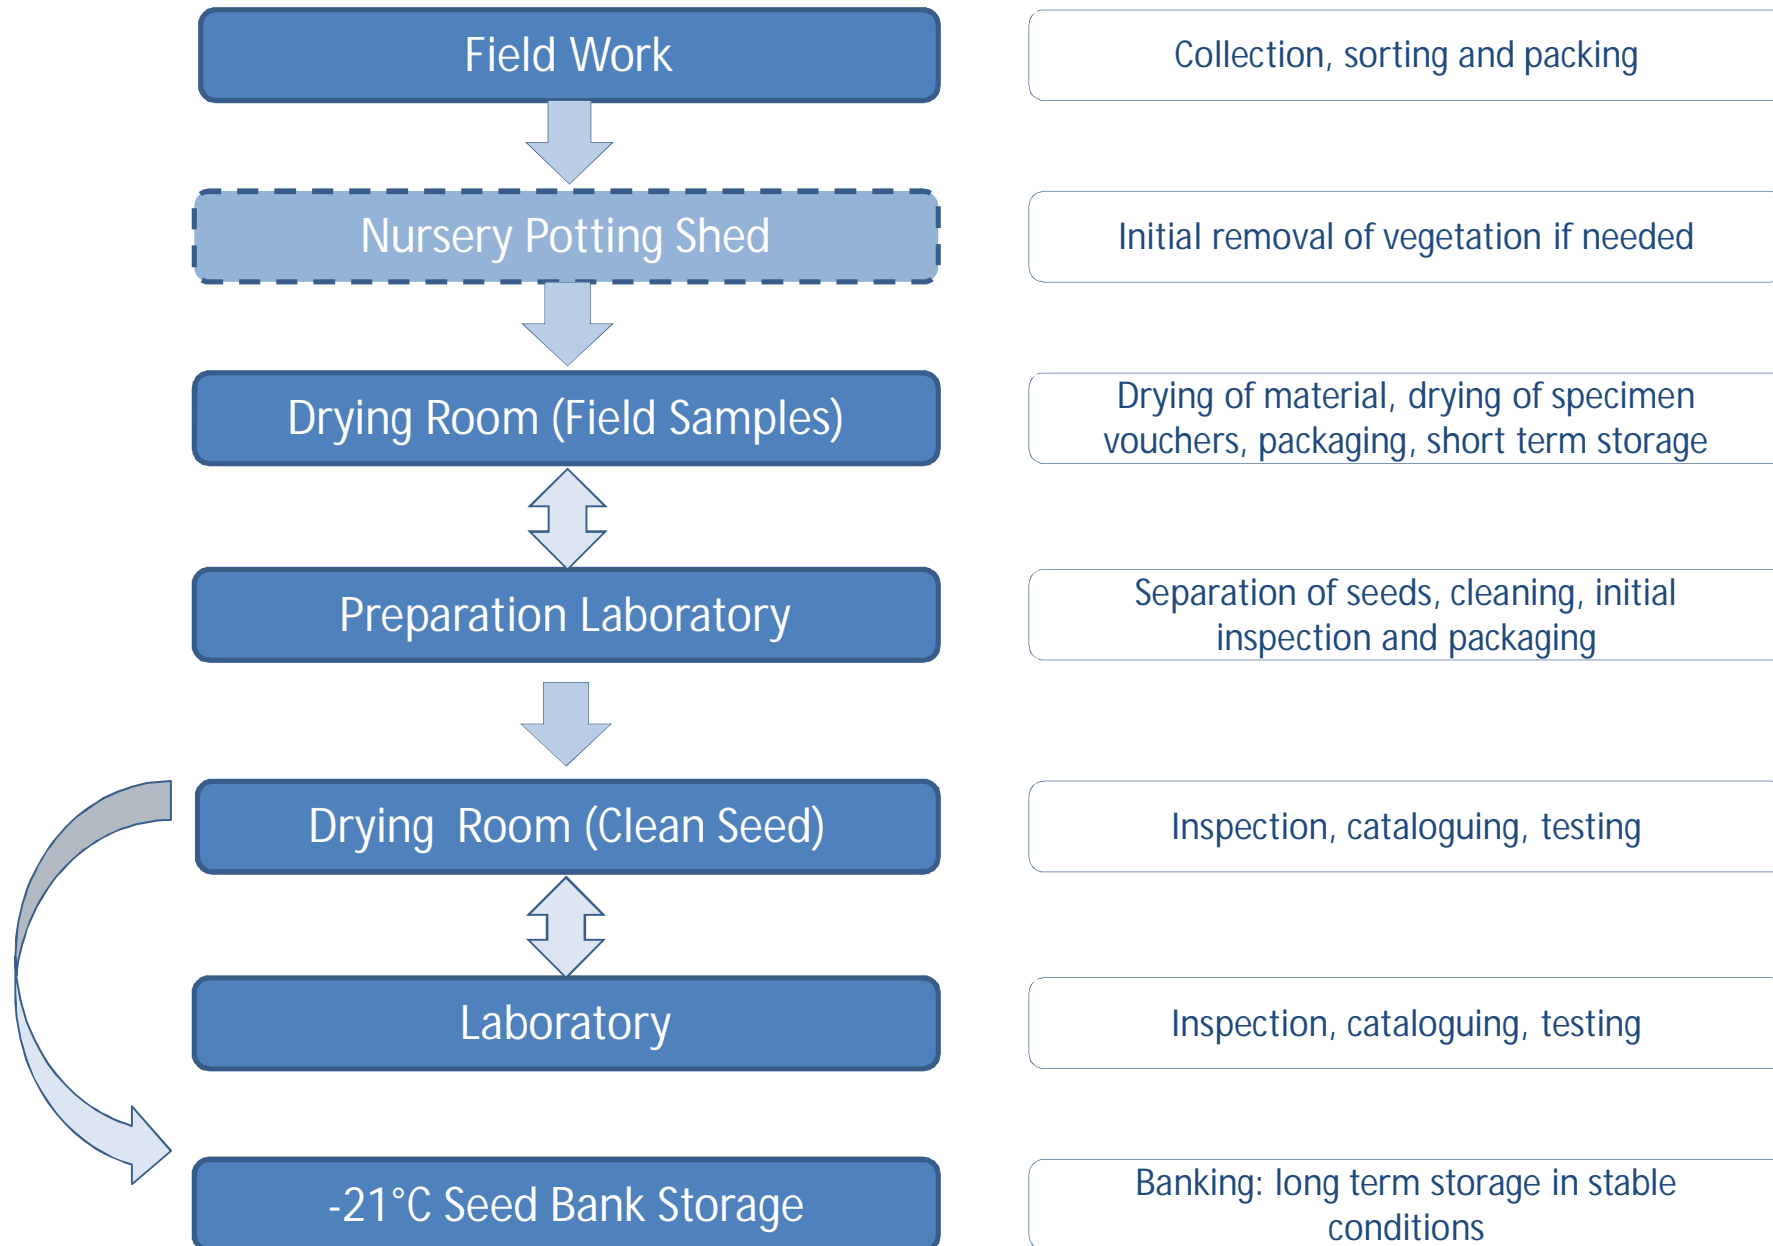 Field Work
Collection, sorting and packing
Nursery Potting Shed
Initial removal of vegetation if needed
Drying Room (Field Samples)
Drying of material, drying of specimen
vouchers, packaging, short term storage
Preparation Laboratory
Separation of seeds, cleaning, initial
inspection and packaging
Drying  Room (Clean Seed)
Inspection, cataloguing, testing
Laboratory
Inspection, cataloguing, testing
-21°C Seed Bank Storage
Banking: long term storage in stable
conditions